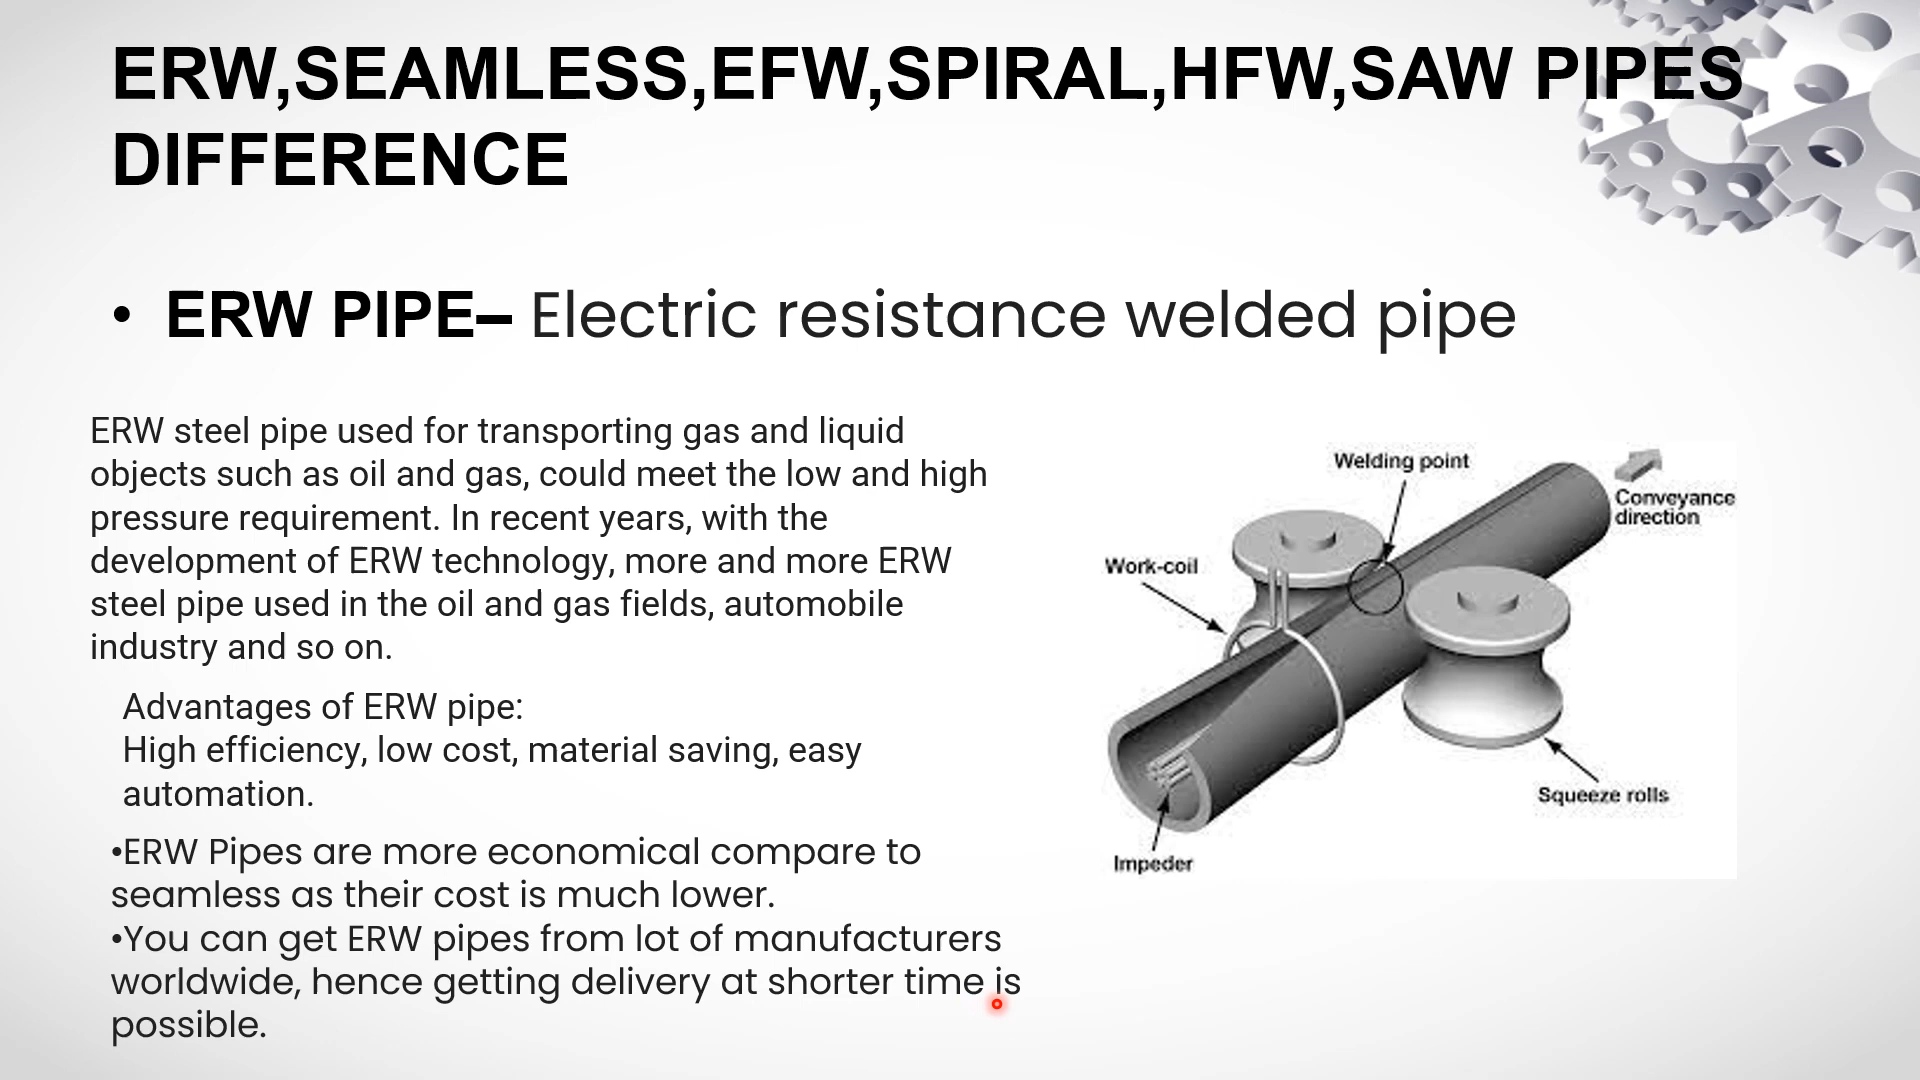 ERW,SEAMLESS,EFW,SPIRAL,HFW,SAW PIPES
DIFFERENCE
• ERW PIPE– Electric resistance welded pipe
ERW steel pipe used for transporting gas and liquid
objects such as oil and gas, could meet the low and high
pressure requirement. In recent years, with the
development of ERW technology, more and more ERW
steel pipe used in the oil and gas fields, automobile
industry and so on.
Advantages of ERW pipe:
High efficiency, low cost, material saving, easy
automation.
•ERW Pipes are more economical compare to
seamless as their cost is much lower.
•You can get ERW pipes from lot of manufacturers
worldwide, hence getting delivery at shorter time is
possible.
Welding point
Conveyance
direction
Work-coil
Squeeze rolls
Impeder